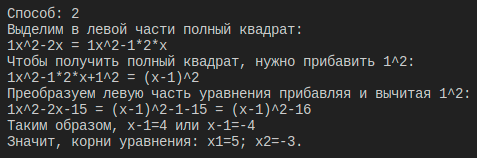 Способ: 2
Выделим в левой части полный квадрат:
1x^2-2x = 1x^2-1*2*x
Чтобы получить полный квадрат, нужно прибавить 1^2:
1x^2-1*2*x+1^2 = (x-1)^2
Преобразуем левую часть уравнения прибавляя и вычитая 1^2:
1x^2-2x-15 = (x-1)^2-1-15 = (x-1)^2-16
Таким образом, x-1=4 или x-1=-4
Значит, корни уравнения: x1=5; x2=-3.